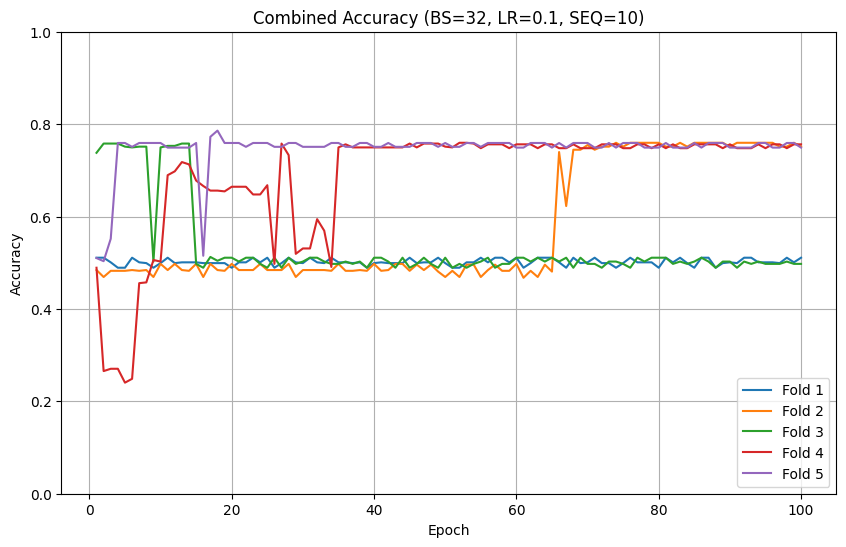 Combined Accuracy (BS=32, LR=0.1, SEQ=10)
1.0
0.8
0.6
0.4
0.2
0.0
Accuracy
0 20 40 60 80 100
Epoch
Fold 1
Fold 2
Fold 3
Fold 4
Fold 5